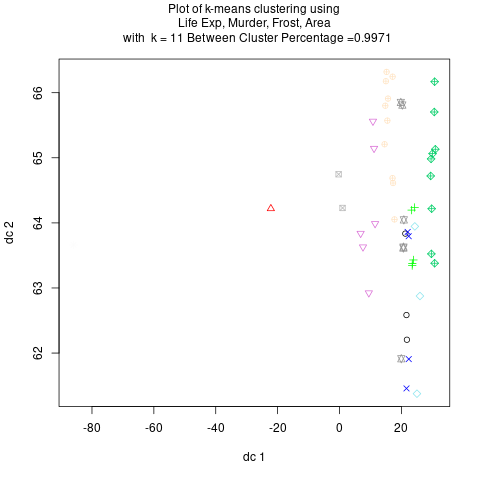 Plot of k-means clustering using
Life Exp, Murder, Frost, Area
with  k = 11 Between Cluster Percentage =0.9971
66
65
64
63
62
dc 2
-80
-60
-40
-20
0
20
dc 1